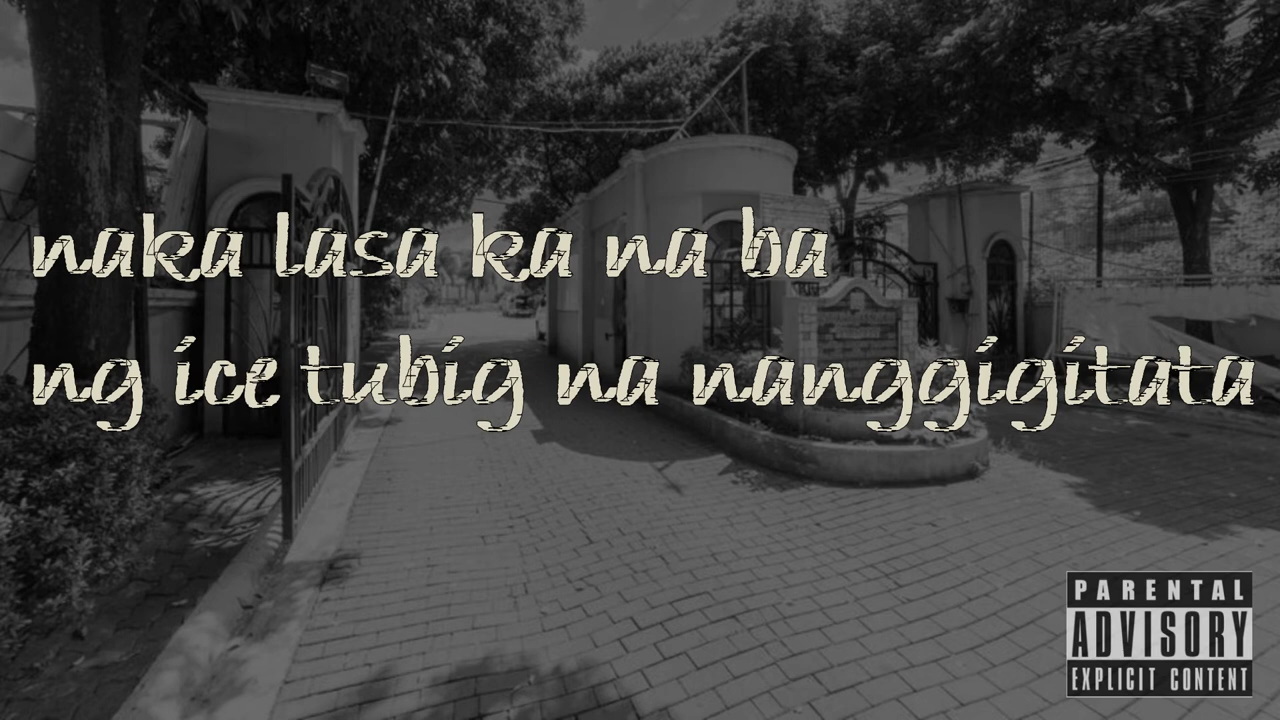 naka lasa ka na ba
ng ice tubig na nanggigitata
PARENTAL
ADVISORY
EXPLICIT CONTENT